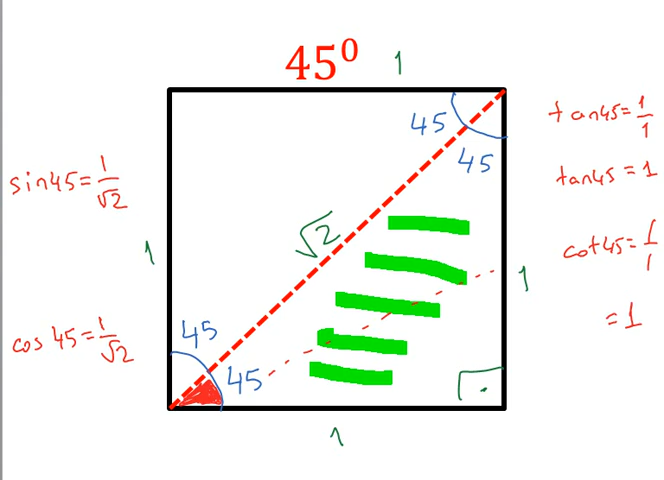 45⁰
1
45
45
tan45=1/1
tan45=1
sin45=1/√2
√2
cot45=1/1
=1
1
1
cos 45=1/√2
45
45
1